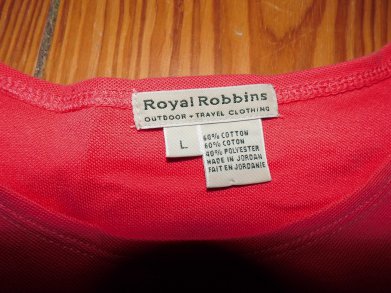 Royal Robbins
OUTDOOR + TRAVEL CLOTHING
L
60% COTTON
60% COTON
40% POLYESTER
MADE IN JORDAN
FAIT EN JORDANIE